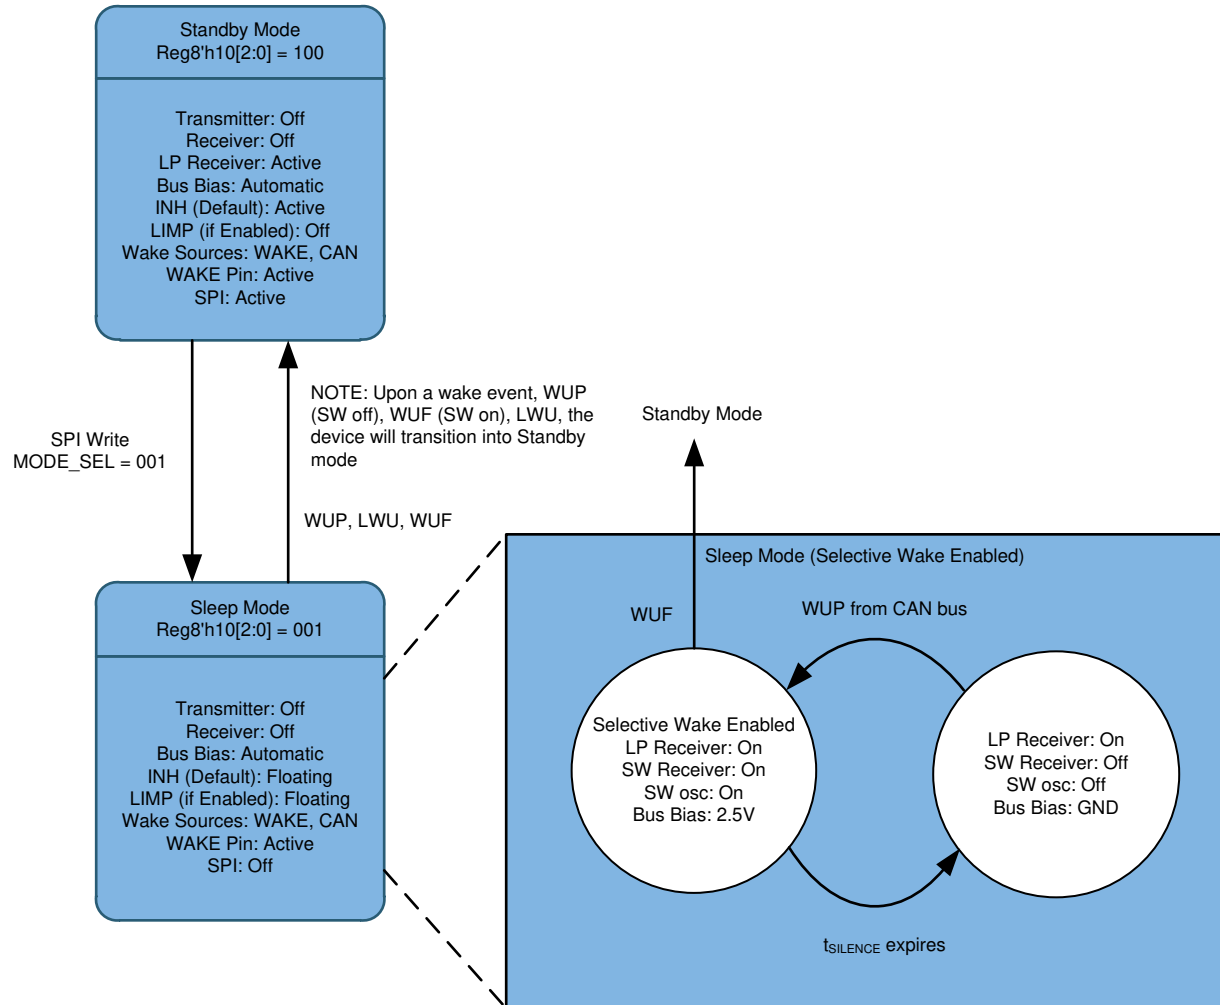 Standby Mode
Reg8'h10[2:0] = 100
Transmitter: Off
Receiver: Off
LP Receiver: Active
Bus Bias: Automatic
INH (Default): Active
LIMP (if Enabled): Off
Wake Sources: WAKE, CAN
WAKE Pin: Active
SPI: Active
SPI Write
MODE_SEL = 001
NOTE: Upon a wake event, WUP
(SW off), WUF (SW on), LWU, the
device will transition into Standby
mode
WUP, LWU, WUF
Sleep Mode
Reg8'h10[2:0] = 001
Transmitter: Off
Receiver: Off
Bus Bias: Automatic
INH (Default): Floating
LIMP (if Enabled): Floating
Wake Sources: WAKE, CAN
WAKE Pin: Active
SPI: Off
Standby Mode
Sleep Mode (Selective Wake Enabled)
WUF
WUP from CAN bus
Selective Wake Enabled
LP Receiver: On
SW Receiver: On
SW osc: On
Bus Bias: 2.5V
LP Receiver: On
SW Receiver: Off
SW osc: Off
Bus Bias: GND
tSILENCE expires